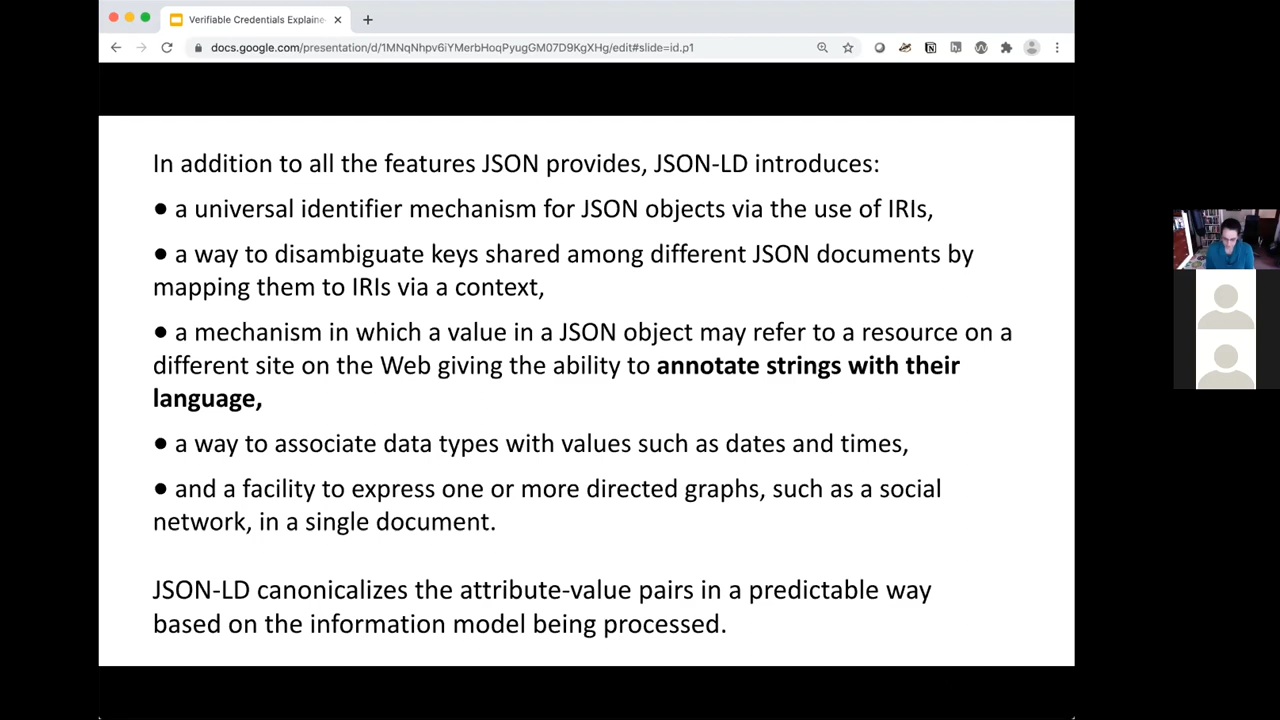 Verifiable Credentials Explaine
docs.google.com/presentation/d/1MNqNhpv6iYMerbHoqPyugGM07D9KgXHg/edit#slide=id.p1
In addition to all the features JSON provides, JSON-LD introduces:
● a universal identifier mechanism for JSON objects via the use of IRIs,
● a way to disambiguate keys shared among different JSON documents by
mapping them to IRIs via a context,
● a mechanism in which a value in a JSON object may refer to a resource on a
different site on the Web giving the ability to annotate strings with their
language,
● a way to associate data types with values such as dates and times,
● and a facility to express one or more directed graphs, such as a social
network, in a single document.
JSON-LD canonicalizes the attribute-value pairs in a predictable way
based on the information model being processed.